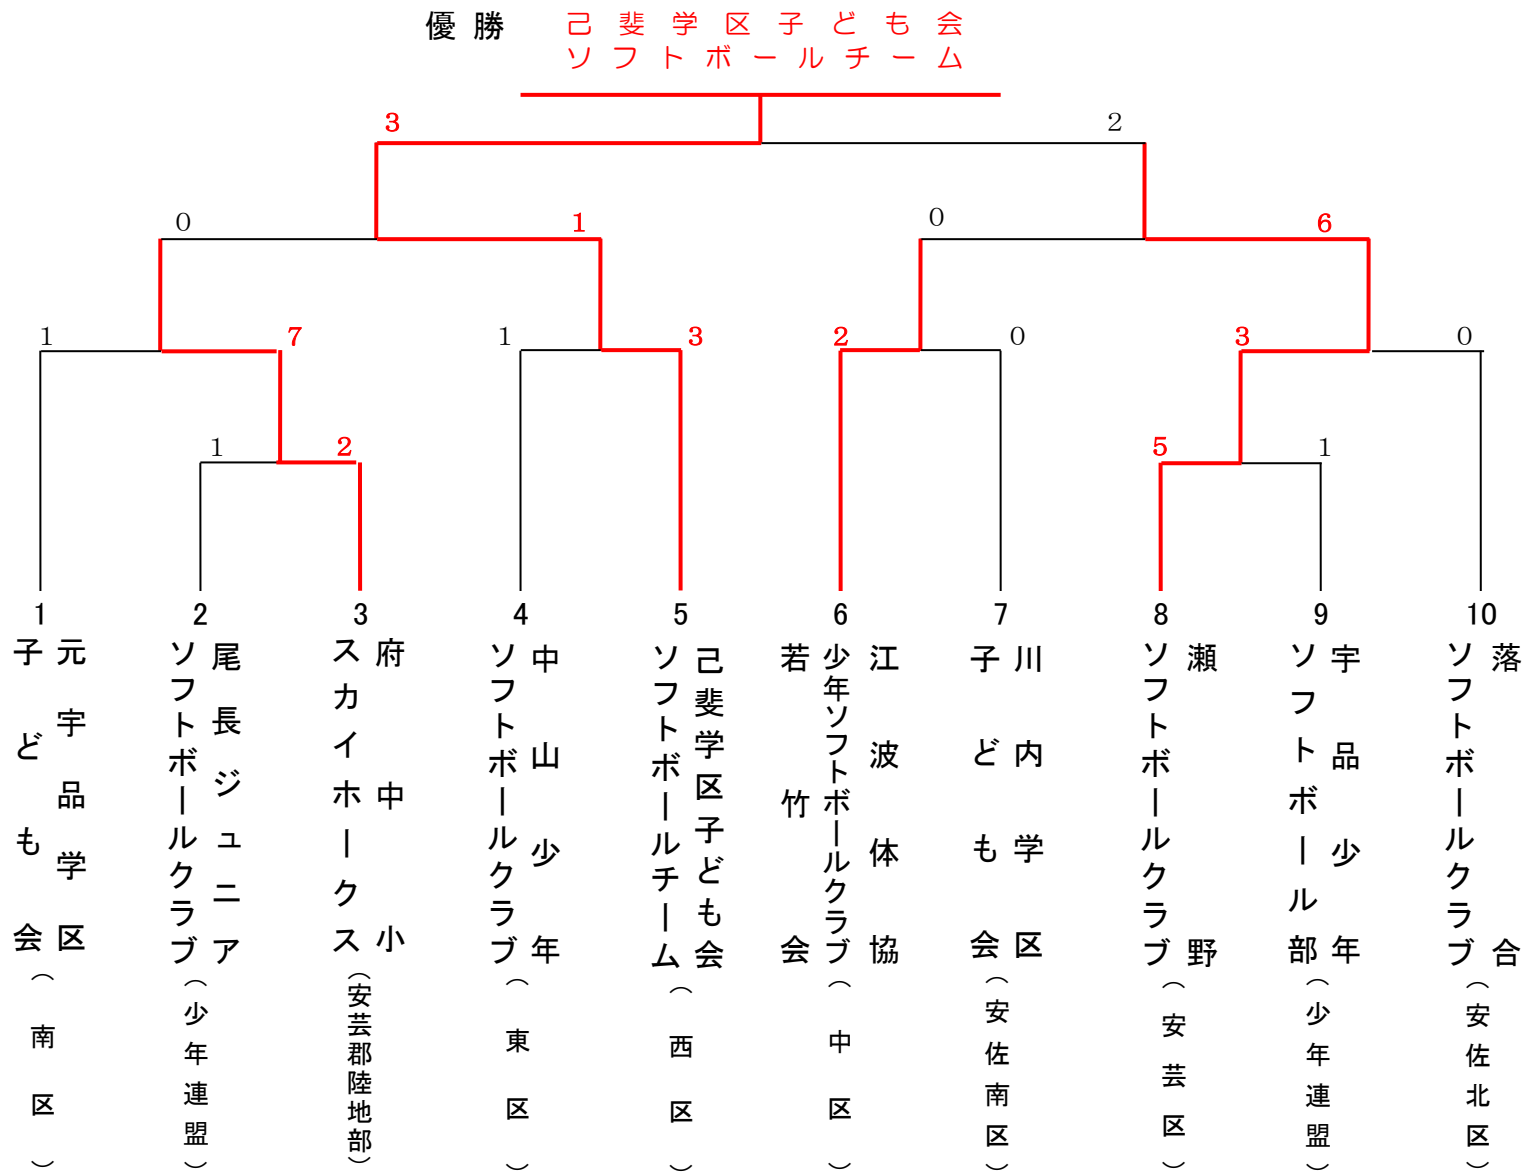 優勝
己斐学区子ども会
ソフトボールチーム
3
2
0
1
0
6
1
7
1
3
2
0
3
0
1
2
5
1
1
2
3
4
5
6
7
8
9
10
元宇品学区
子ども会
（南区）
尾長ジュニア
ソフトボールクラブ
（少年連盟）
府中小
スカイホークス
（安芸郡陸地部）
中山少年
ソフトボールクラブ
（東区）
己斐学区子ども会
ソフトボールチーム
（西区）
江波体協
少年ソフトボールクラブ
若竹会
（中区）
川内学区
子ども会
（安佐南区）
瀬野
ソフトボールクラブ
（安芸区）
宇品少年
ソフトボール部
（少年連盟）
落合
ソフトボールクラブ
（安佐北区）